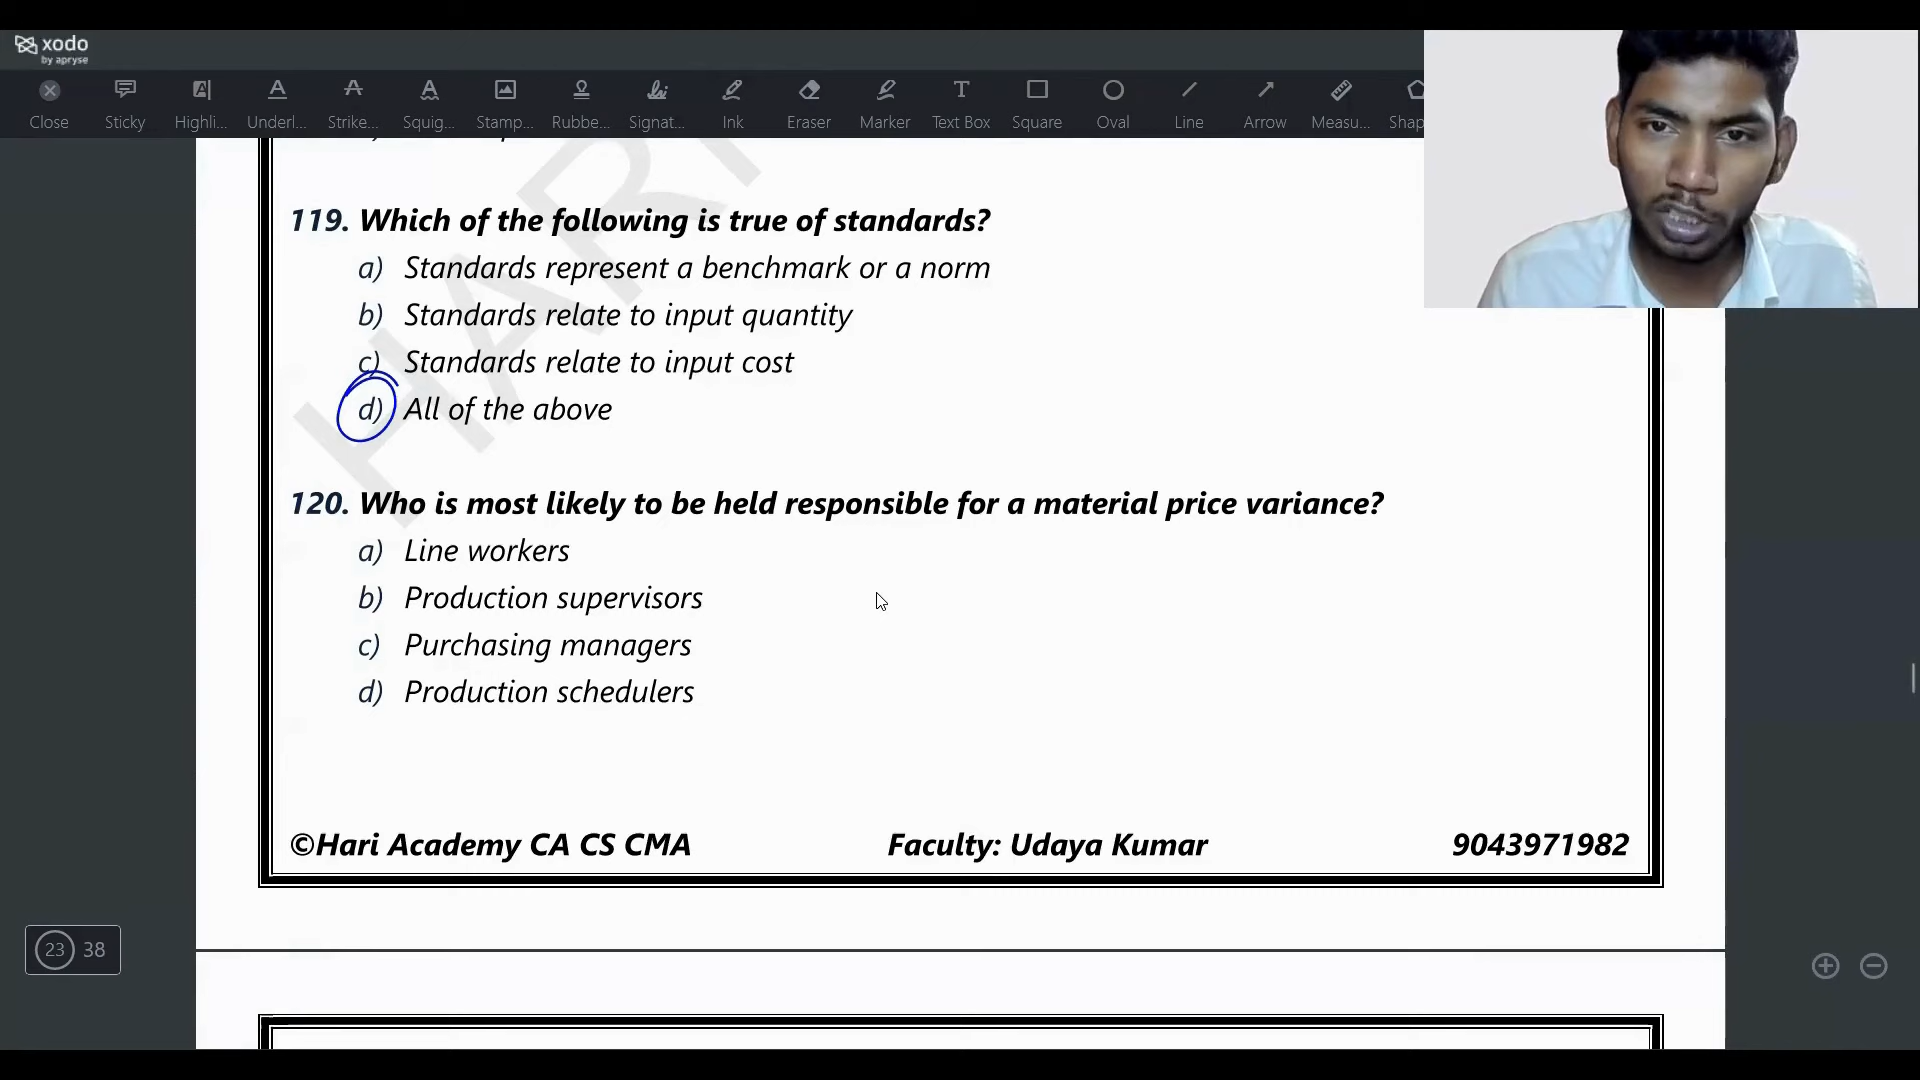 xodo
by apryse
Close Sticky Highli... Underl... Strike... Squig... Stamp... Rubbe... Signat... Ink Eraser Marker Text Box Square Oval Line Arrow Measu... Shap
HARI
119. Which of the following is true of standards?
a) Standards represent a benchmark or a norm
b) Standards relate to input quantity
c) Standards relate to input cost
d) All of the above
120. Who is most likely to be held responsible for a material price variance?
a) Line workers
b) Production supervisors
c) Purchasing managers
d) Production schedulers
©Hari Academy CA CS CMA Faculty: Udaya Kumar 9043971982
23 38